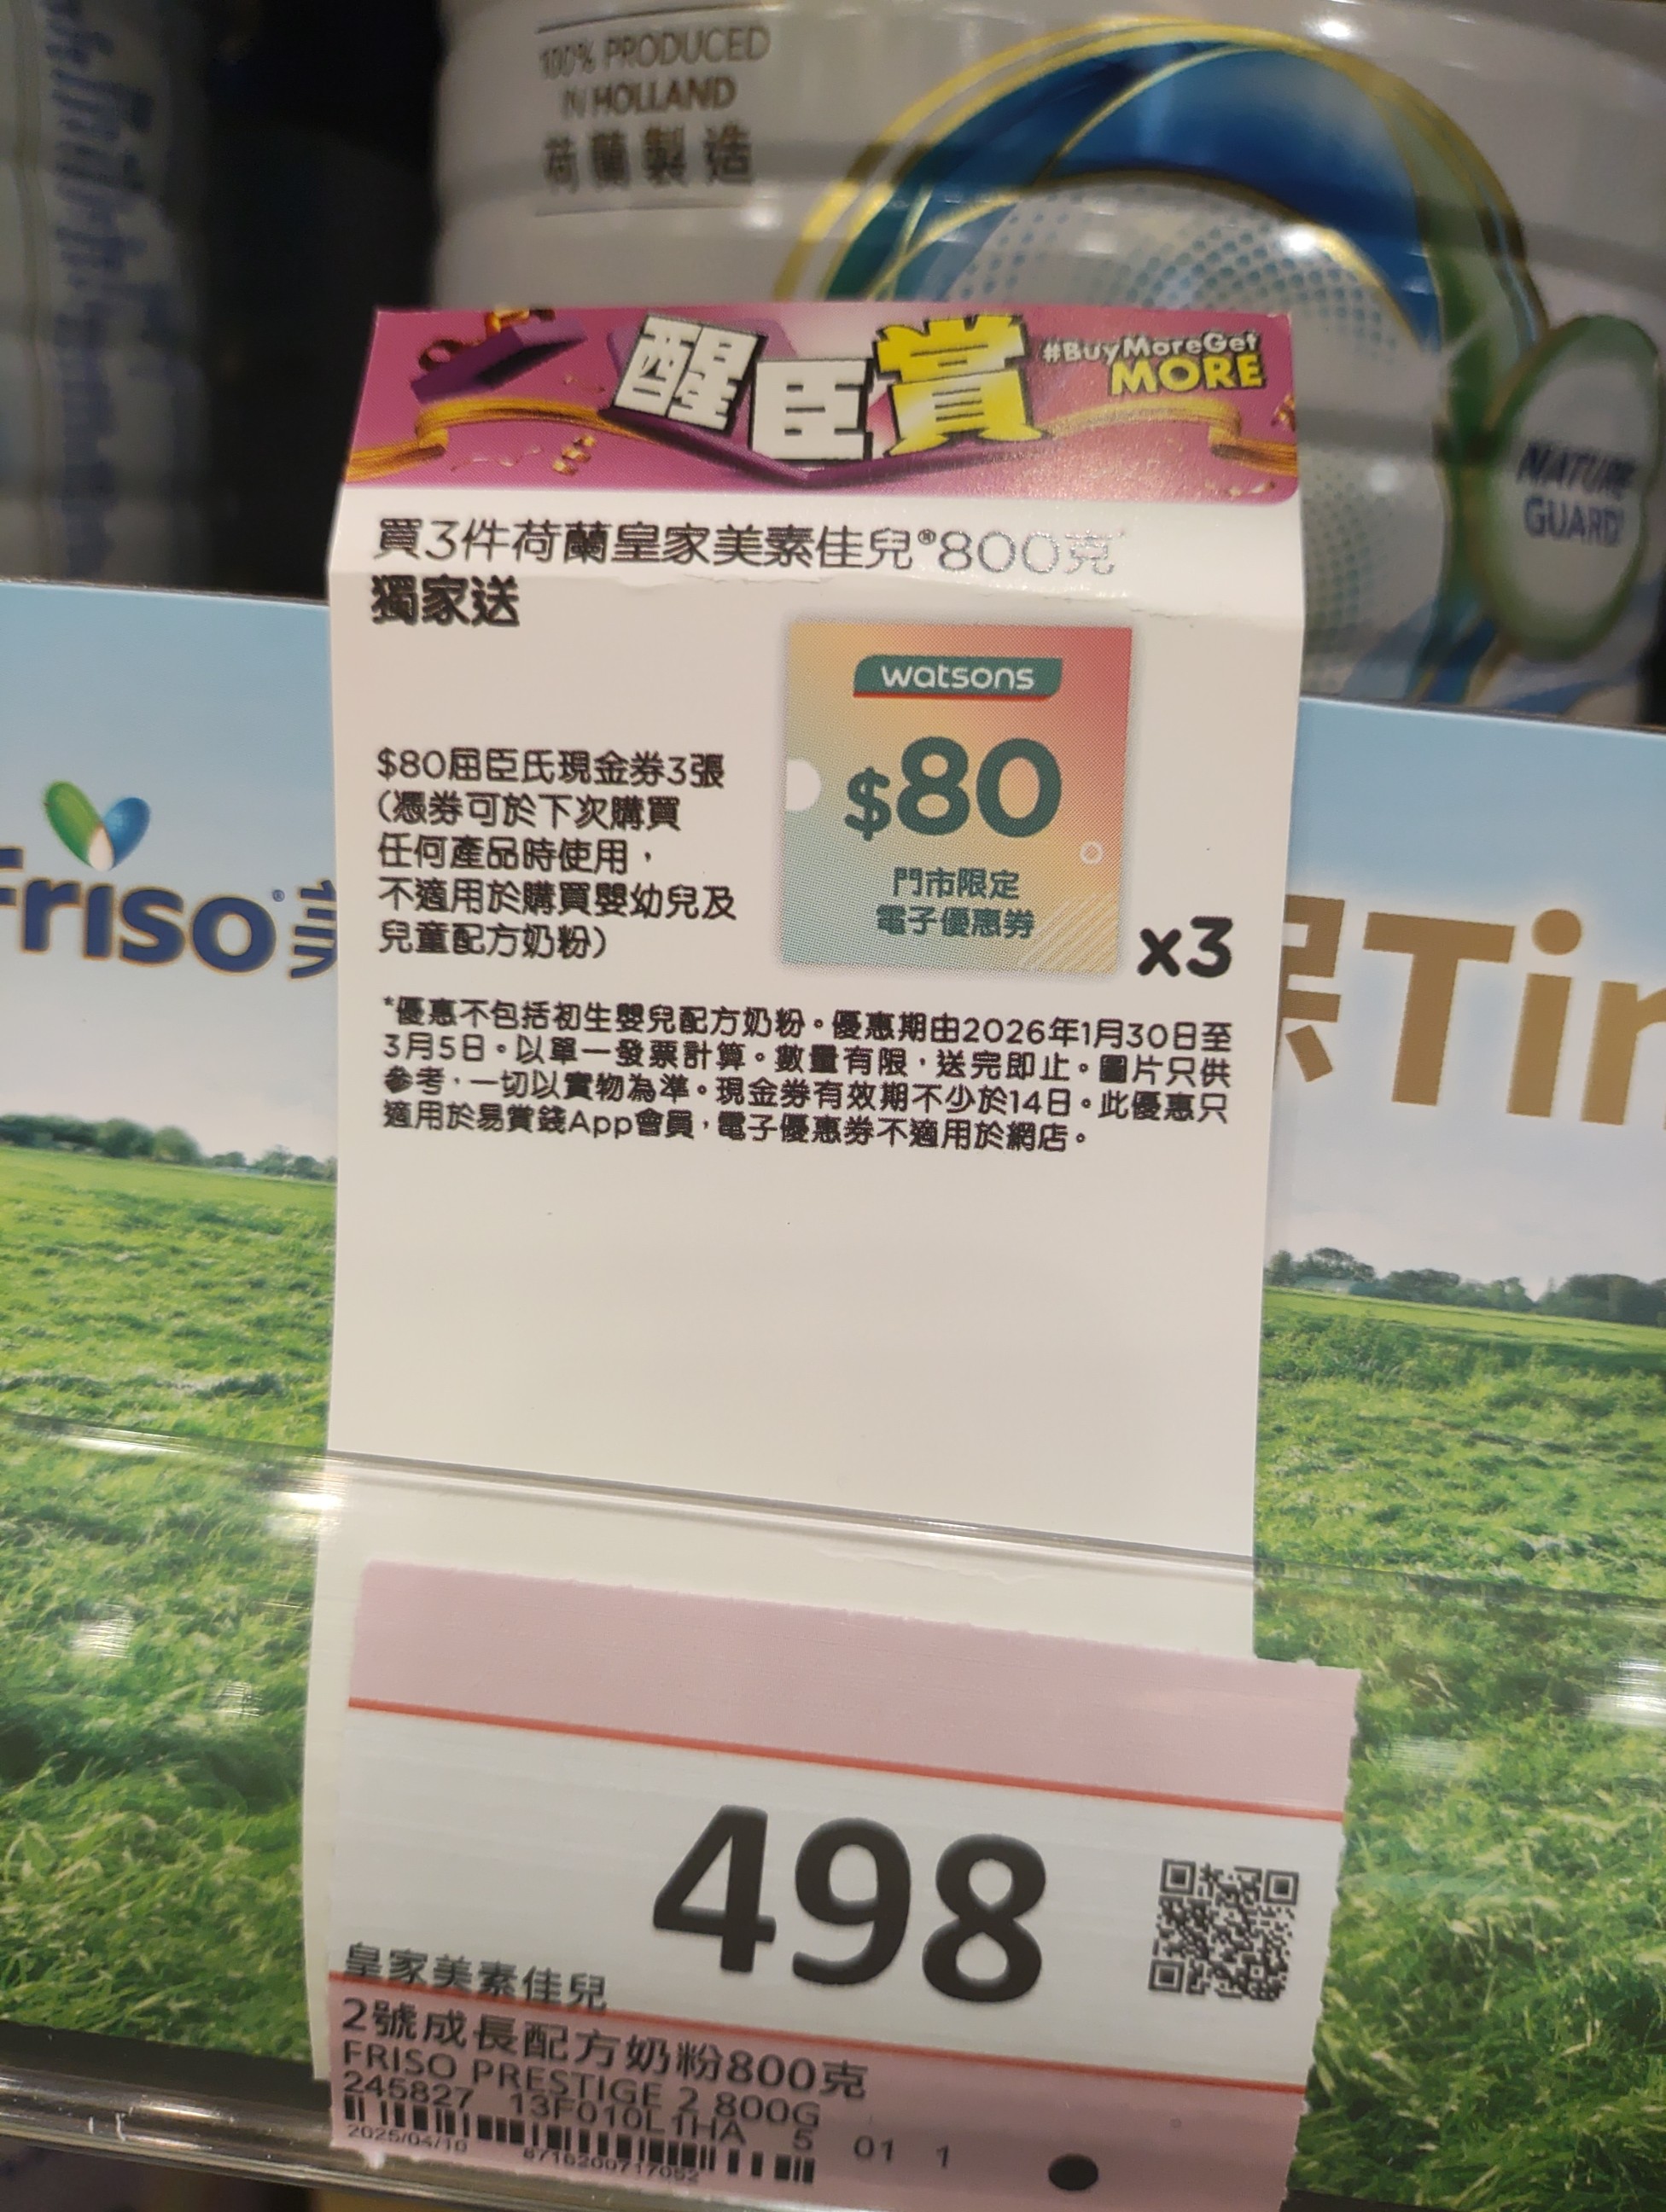 100% PRODUCED
IN HOLLAND
荷蘭製造
NATURE
GUARD
醒臣賞
#BuyMoreGet
MORE
買3件荷蘭皇家美素佳兒®800克*
獨家送
watsons
$80
門市限定
電子優惠券
x3
$80屈臣氏現金券3張
(憑券可於下次購買
任何產品時使用，
不適用於購買嬰幼兒及
兒童配方奶粉)
*優惠不包括初生嬰兒配方奶粉。優惠期由2026年1月30日至
3月5日。以單一發票計算。數量有限，送完即止。圖片只供
參考，一切以實物為準。現金券有效期不少於14日。此優惠只
適用於易賞錢App會員，電子優惠券不適用於網店。
friso
Tin
498
皇家美素佳兒
2號成長配方奶粉800克
FRISO PRESTIGE 2 800G
245827 13F010L1HA 5 01 1
2025/04/10 8716200717052